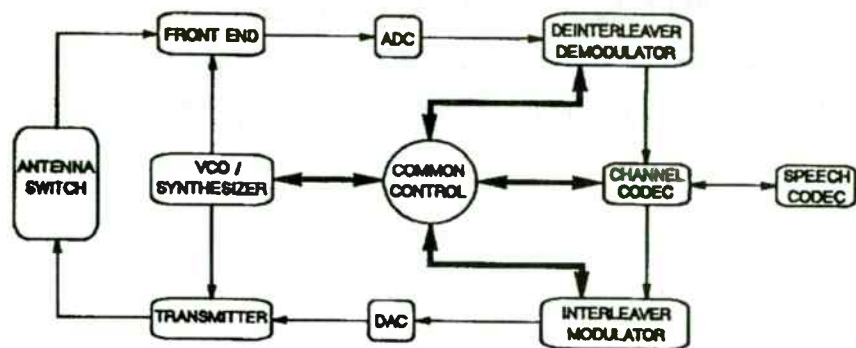 FRONT END
ADC
DEINTERLEAVER
DEMODULATOR
ANTENNA
SWITCH
VCO /
SYNTHESIZER
COMMON
CONTROL
CHANNEL
CODEC
SPEECH
CODEC
TRANSMITTER
DAC
INTERLEAVER
MODULATOR